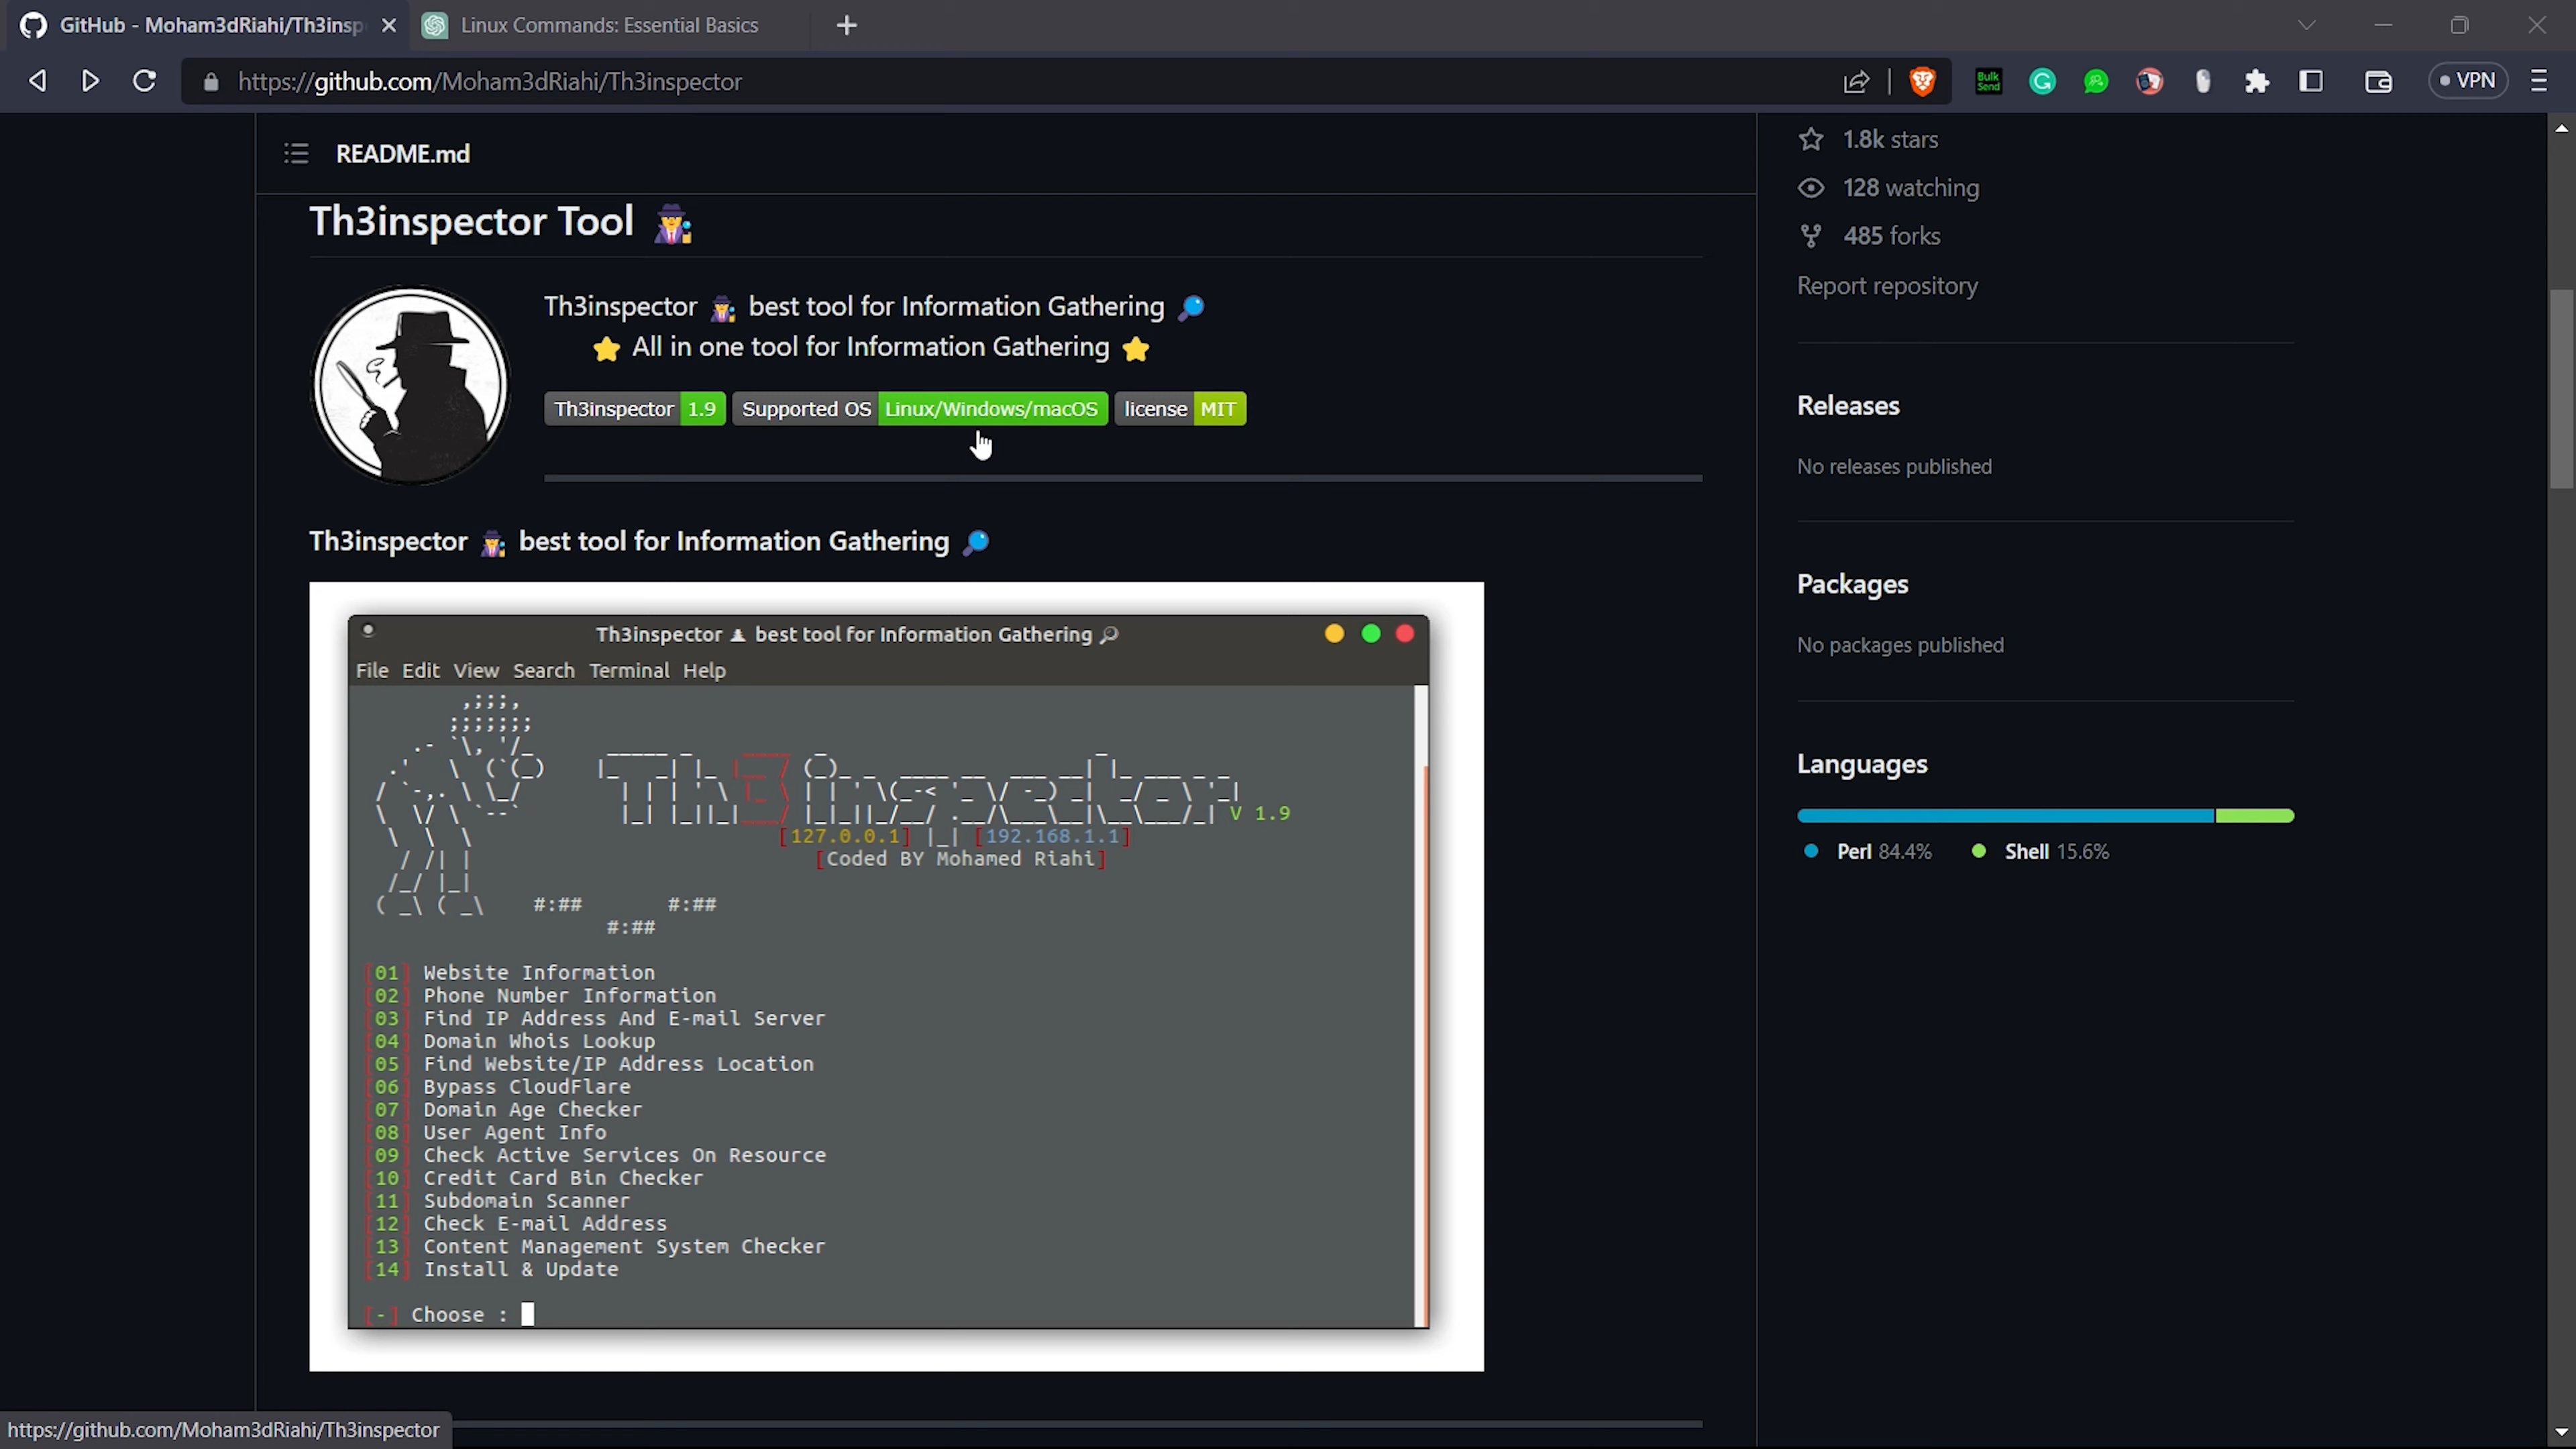 GitHub - Moham3dRiahi/Th3insp
Linux Commands: Essential Basics
https://github.com/Moham3dRiahi/Th3inspector
Bulk Send
VPN
README.md
Th3inspector Tool
Th3inspector best tool for Information Gathering
All in one tool for Information Gathering
Th3inspector 1.9 Supported OS Linux/Windows/macOS license MIT
Th3inspector best tool for Information Gathering
Th3inspector best tool for Information Gathering
File Edit View Search Terminal Help
Th3inspector
V 1.9
[127.0.0.1] |_| [192.168.1.1]
[Coded BY Mohamed Riahi]
#:## #:##
#:##
[01] Website Information
[02] Phone Number Information
[03] Find IP Address And E-mail Server
[04] Domain Whois Lookup
[05] Find Website/IP Address Location
[06] Bypass CloudFlare
[07] Domain Age Checker
[08] User Agent Info
[09] Check Active Services On Resource
[10] Credit Card Bin Checker
[11] Subdomain Scanner
[12] Check E-mail Address
[13] Content Management System Checker
[14] Install & Update
[-] Choose :
1.8k stars
128 watching
485 forks
Report repository
Releases
No releases published
Packages
No packages published
Languages
Perl 84.4% Shell 15.6%
https://github.com/Moham3dRiahi/Th3inspector